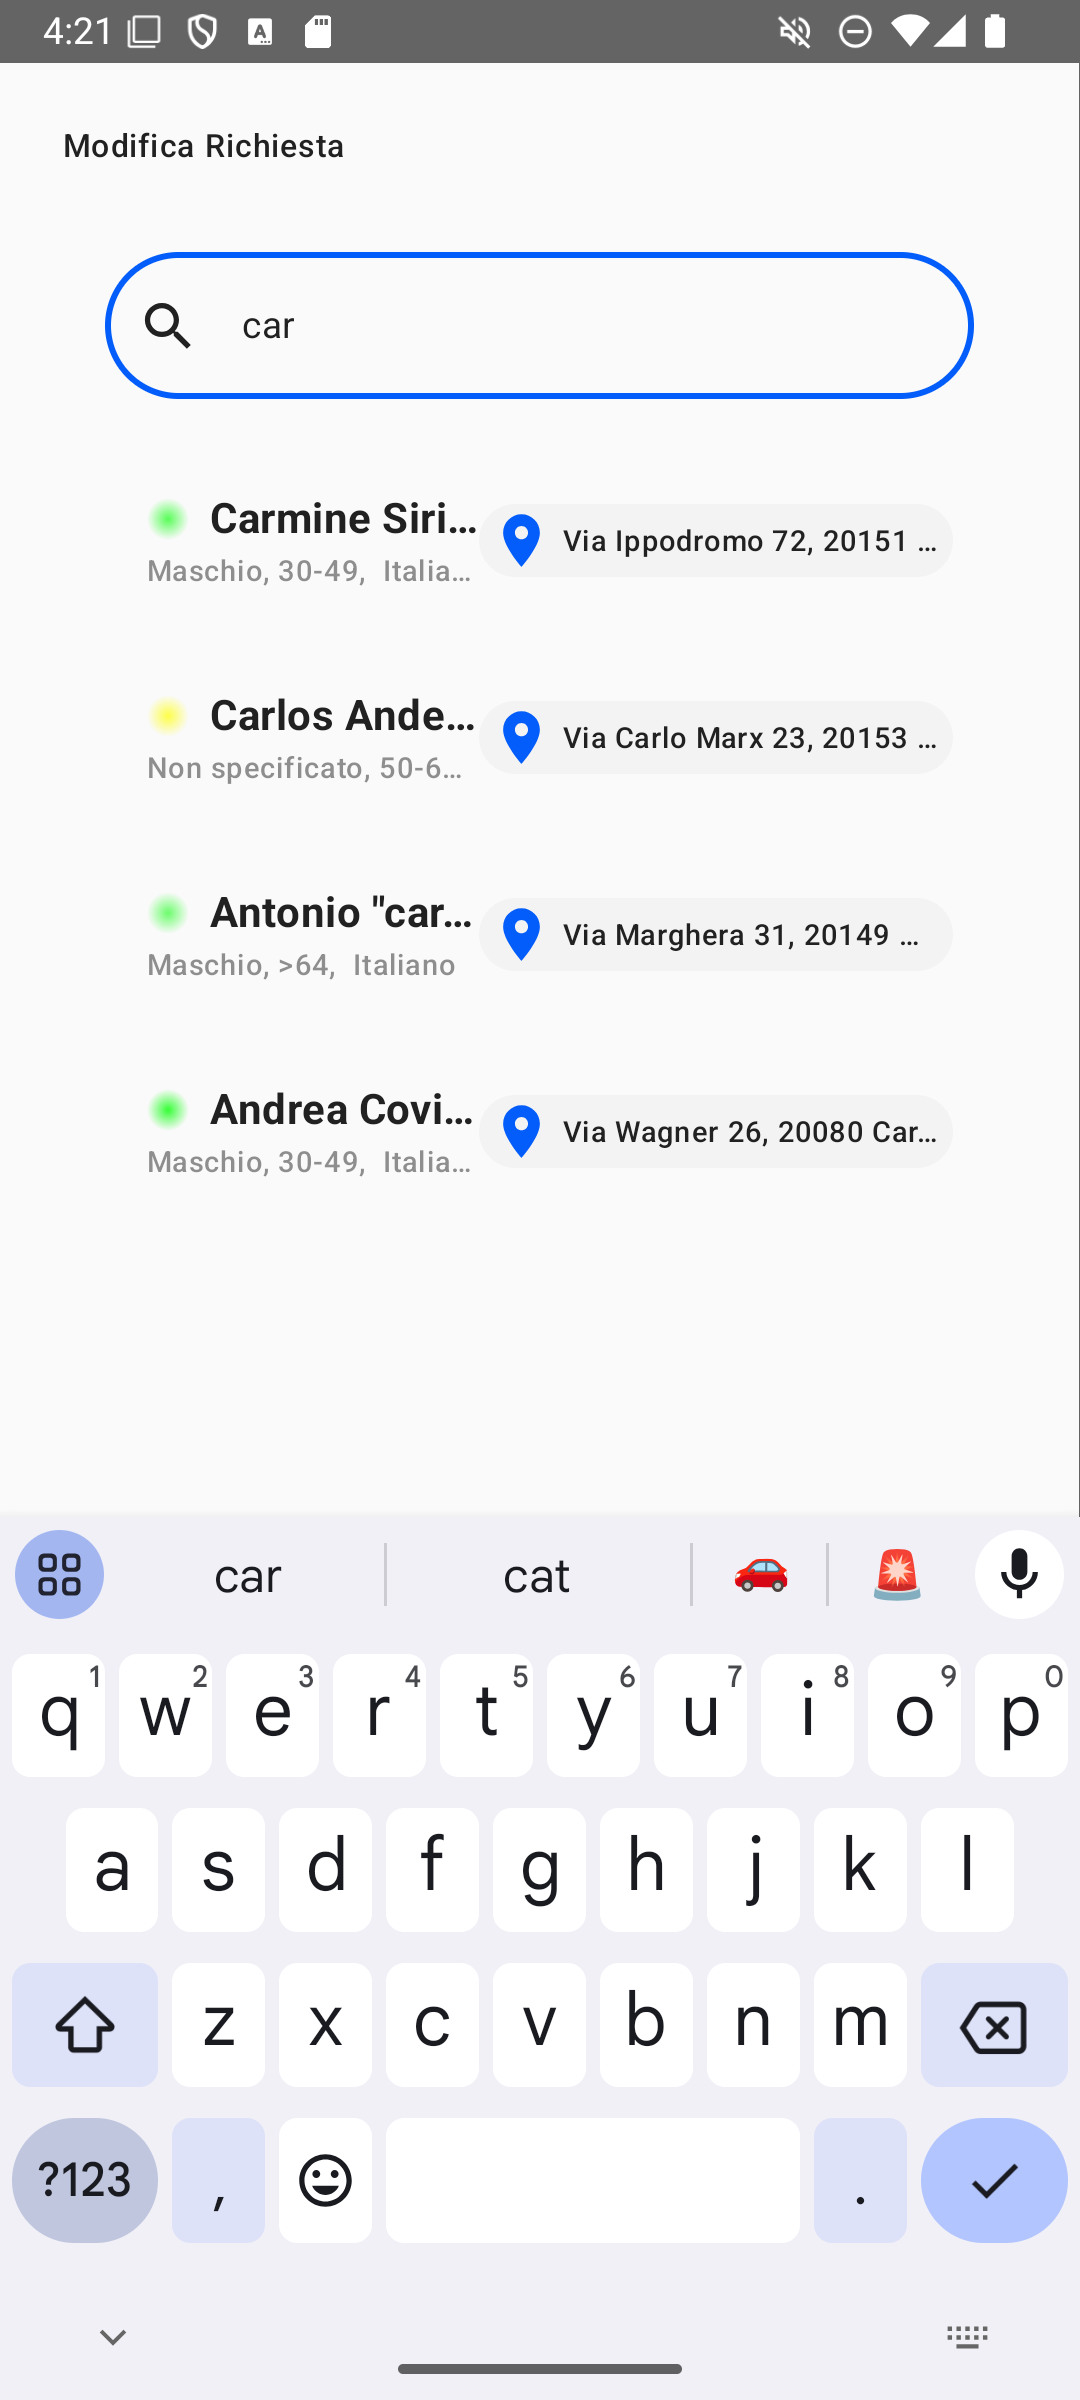 4:21
Modifica Richiesta
car
Carmine Siri...
Via Ippodromo 72, 20151 ...
Maschio, 30-49,  Italia...
Carlos Ande...
Via Carlo Marx 23, 20153 ...
Non specificato, 50-6...
Antonio "car...
Via Marghera 31, 20149 ...
Maschio, >64,  Italiano
Andrea Covi...
Via Wagner 26, 20080 Car...
Maschio, 30-49,  Italia...
car cat
q 1 w 2 e 3 r 4 t 5 y 6 u 7 i 8 o 9 p 0
a s d f g h j k l
z x c v b n m
?123 , .